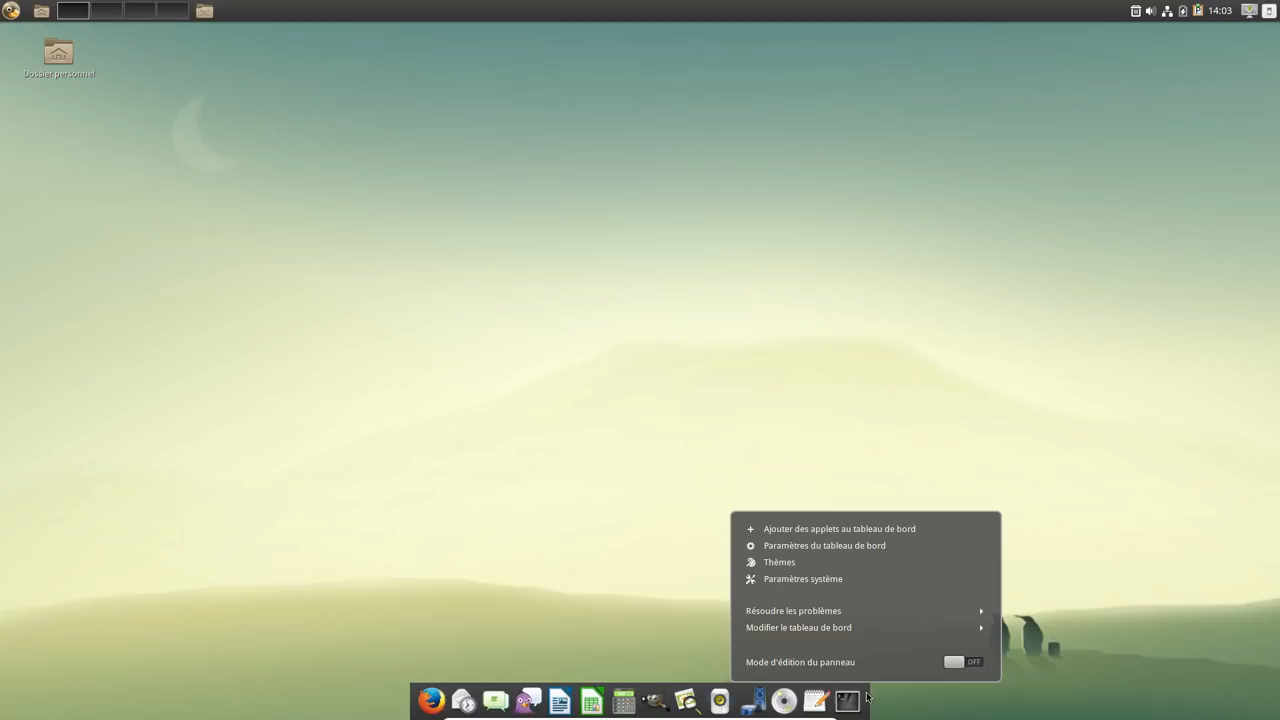 14:03
Dossier personnel
Ajouter des applets au tableau de bord
Paramètres du tableau de bord
Thèmes
Paramètres système
Résoudre les problèmes
Modifier le tableau de bord
Mode d'édition du panneau OFF